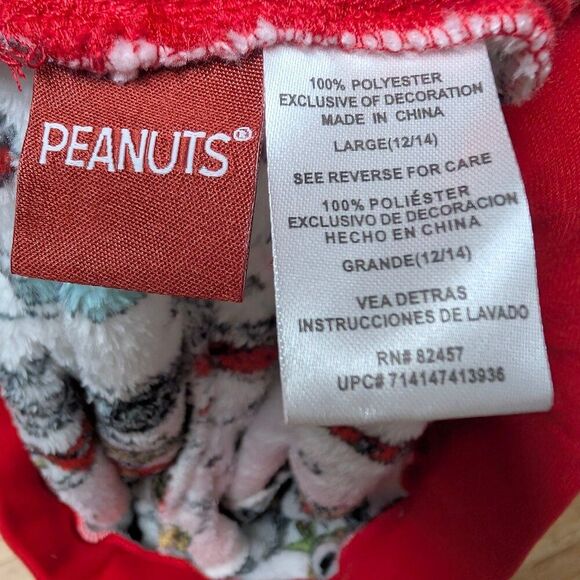 PEANUTS®
100% POLYESTER
EXCLUSIVE OF DECORATION
MADE IN CHINA
LARGE(12/14)
SEE REVERSE FOR CARE
100% POLIÉSTER
EXCLUSIVO DE DECORACION
HECHO EN CHINA
GRANDE(12/14)
VEA DETRAS
INSTRUCCIONES DE LAVADO
RN# 82457
UPC# 714147413936